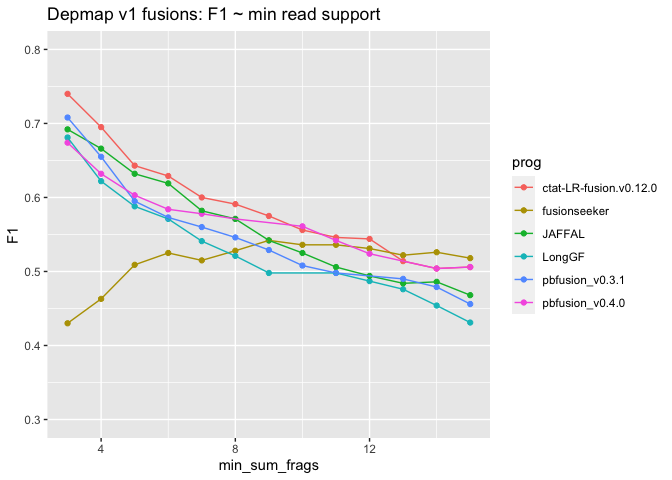 Depmap v1 fusions: F1 ~ min read support
0.8
0.7
0.6
0.5
0.4
0.3
F1
4
8
12
min_sum_frags
prog
ctat-LR-fusion.v0.12.0
fusionseeker
JAFFAL
LongGF
pbfusion_v0.3.1
pbfusion_v0.4.0